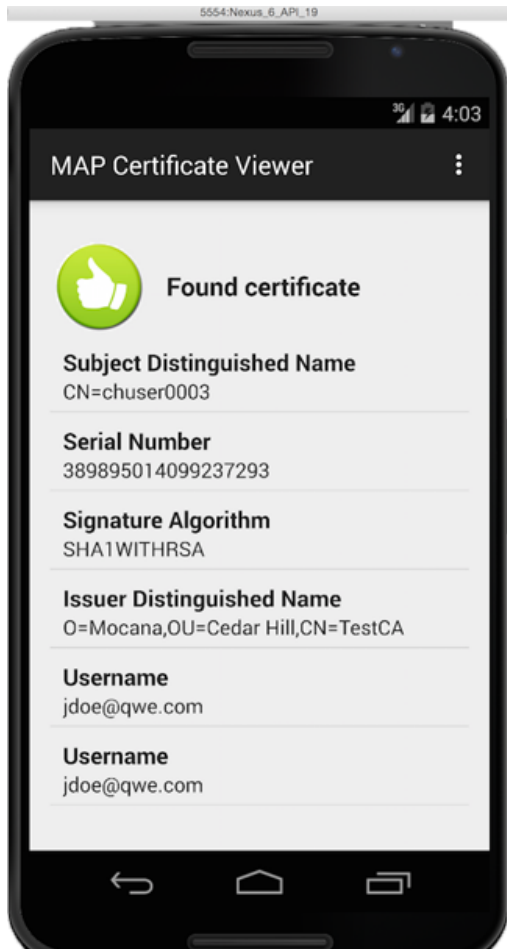 5554:Nexus_6_API_19
3G 4:03
MAP Certificate Viewer
Found certificate
Subject Distinguished Name
CN=chuser0003
Serial Number
389895014099237293
Signature Algorithm
SHA1WITHRSA
Issuer Distinguished Name
O=Mocana,OU=Cedar Hill,CN=TestCA
Username
jdoe@qwe.com
Username
jdoe@qwe.com